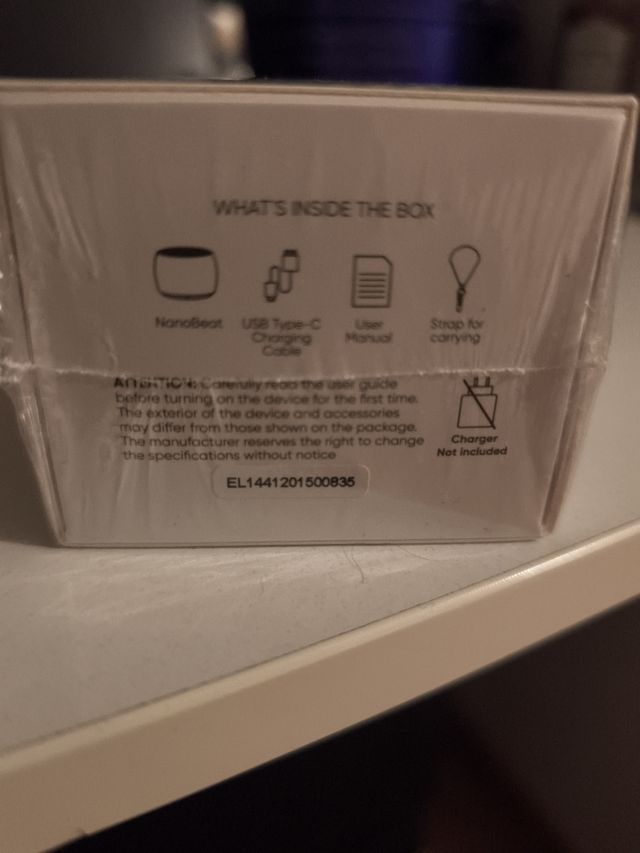 WHAT'S INSIDE THE BOX
NanoBeat
USB Type-C
Charging
Cable
User
Manual
Strap for
carrying
ATTENTION: Carefully read the user guide
before turning on the device for the first time.
The exterior of the device and accessories
may differ from those shown on the package.
The manufacturer reserves the right to change
the specifications without notice
Charger
Not included
EL1441201500835